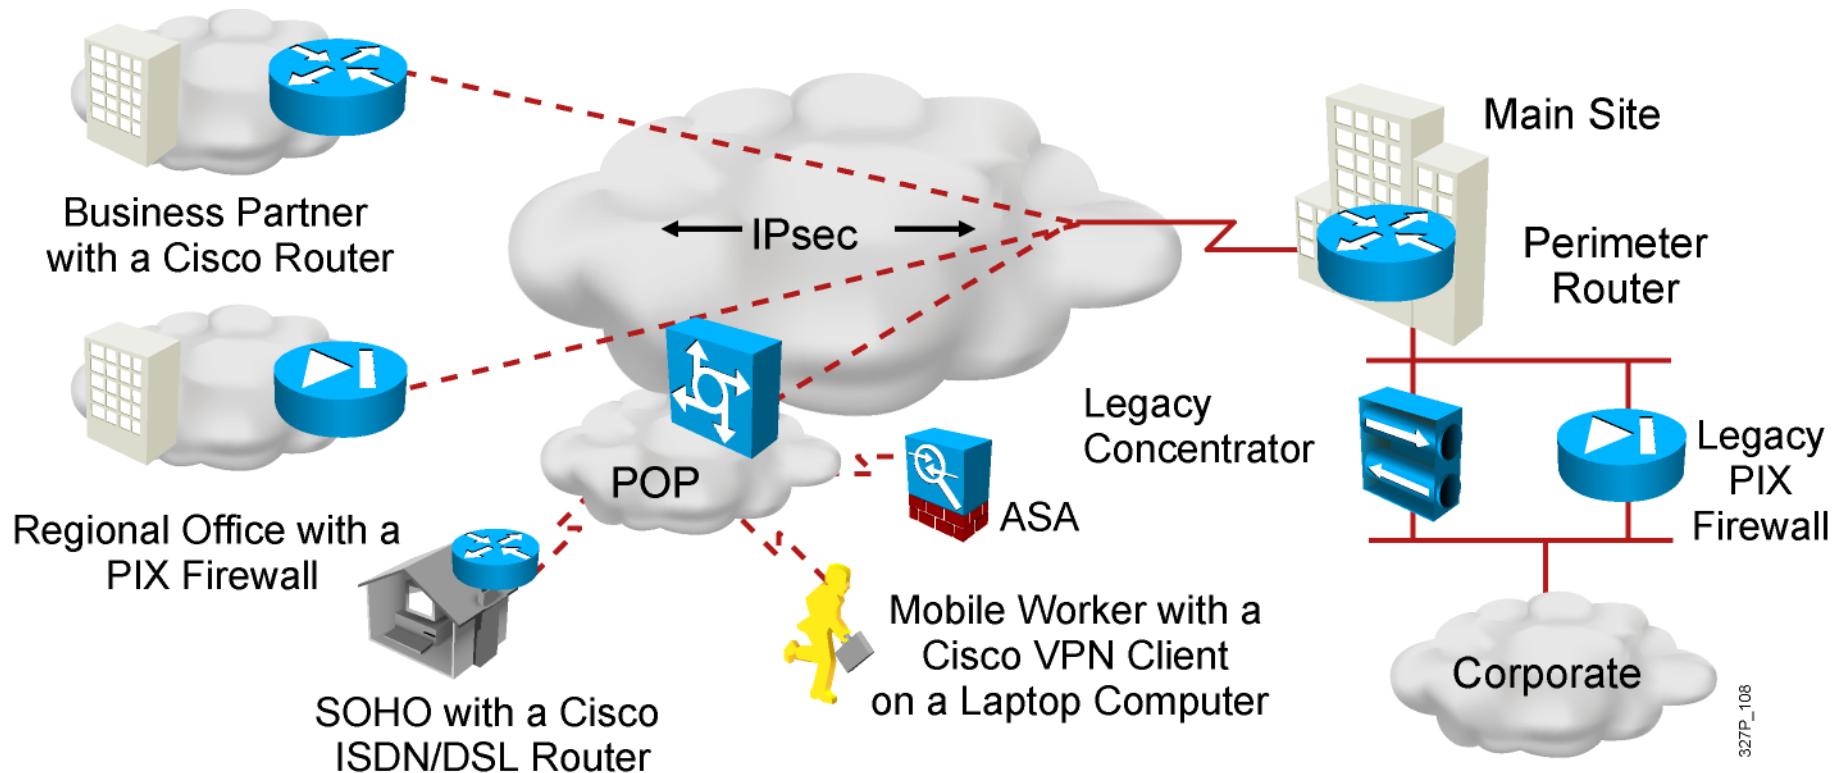 Business Partner
with a Cisco Router
IPsec
Main Site
Perimeter
Router
Legacy
Concentrator
Legacy
PIX
Firewall
POP
ASA
Regional Office with a
PIX Firewall
SOHO with a Cisco
ISDN/DSL Router
Mobile Worker with a
Cisco VPN Client
on a Laptop Computer
Corporate
327P_108